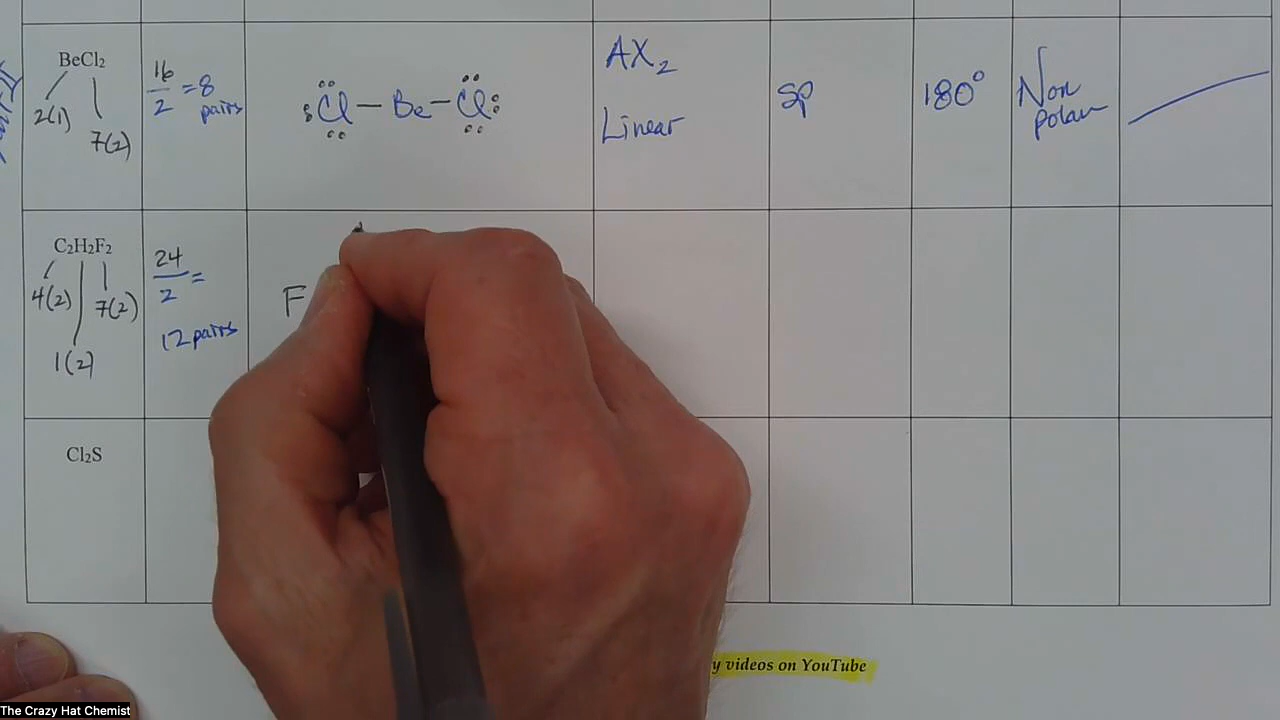 BeCl₂
2(1)
7(2)
16
2
=8
pairs
:Cl — Be — Cl:
AX₂
Linear
sp
180°
Non
polar
C₂H₂F₂
4(2)
7(2)
1(2)
24
2
=
12 pairs
F
Cl₂S
y videos on YouTube
The Crazy Hat Chemist